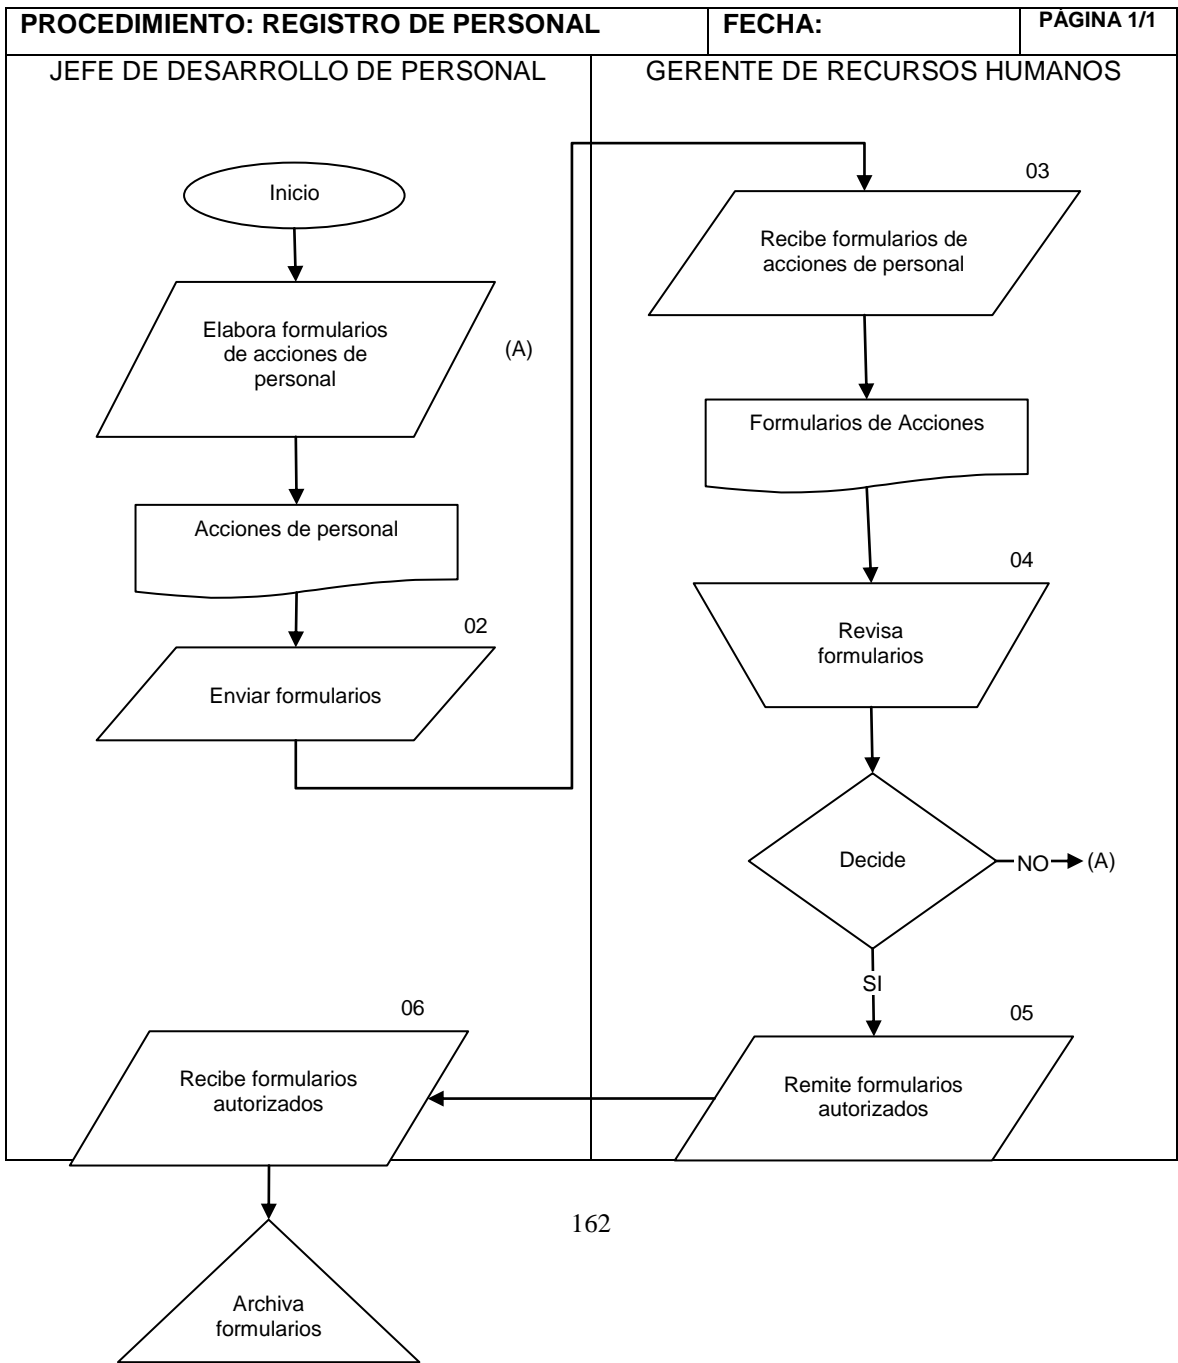 PROCEDIMIENTO: REGISTRO DE PERSONAL
FECHA:
PÁGINA 1/1
JEFE DE DESARROLLO DE PERSONAL
GERENTE DE RECURSOS HUMANOS
Inicio
Elabora formularios
de acciones de
personal
(A)
Acciones de personal
02
Enviar formularios
03
Recibe formularios de
acciones de personal
Formularios de Acciones
04
Revisa
formularios
Decide
NO
(A)
SI
05
Remite formularios
autorizados
06
Recibe formularios
autorizados
Archiva
formularios
162